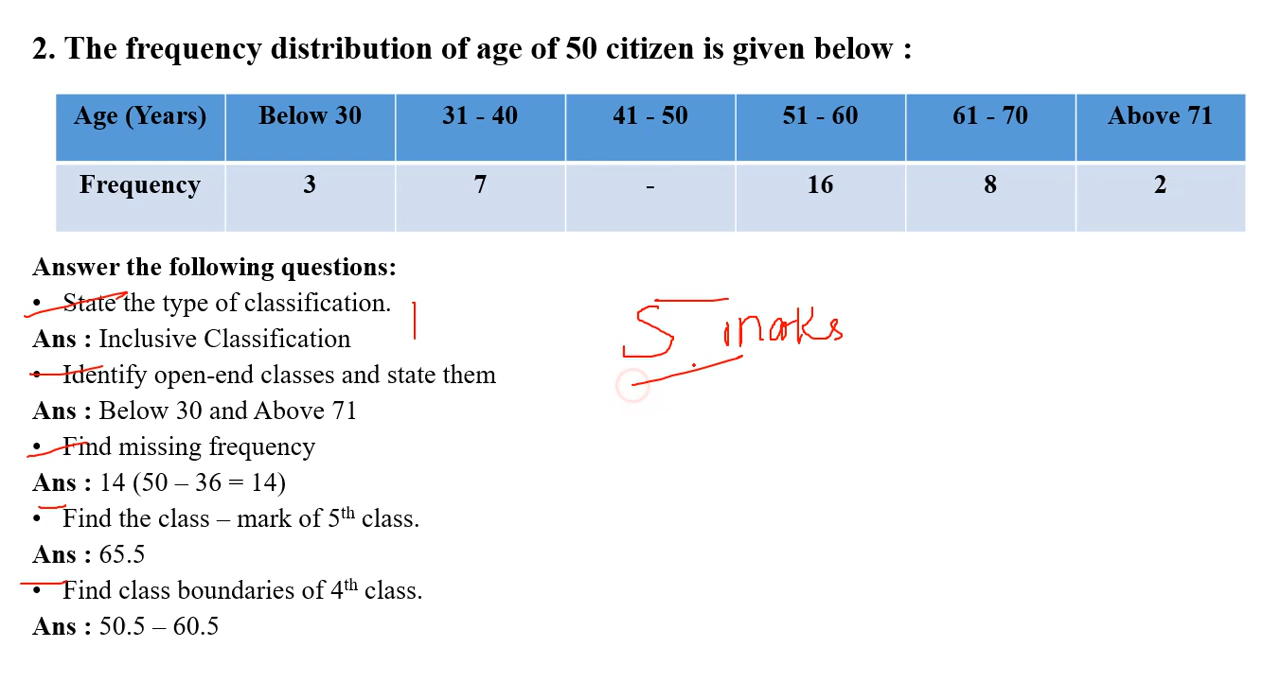 2. The frequency distribution of age of 50 citizen is given below :
Age (Years) Below 30 31 - 40 41 - 50 51 - 60 61 - 70 Above 71
Frequency 3 7 - 16 8 2
Answer the following questions:
• State the type of classification.
Ans : Inclusive Classification
• Identify open-end classes and state them
Ans : Below 30 and Above 71
• Find missing frequency
Ans : 14 (50 – 36 = 14)
• Find the class – mark of 5th class.
Ans : 65.5
• Find class boundaries of 4th class.
Ans : 50.5 – 60.5
1
5 maks